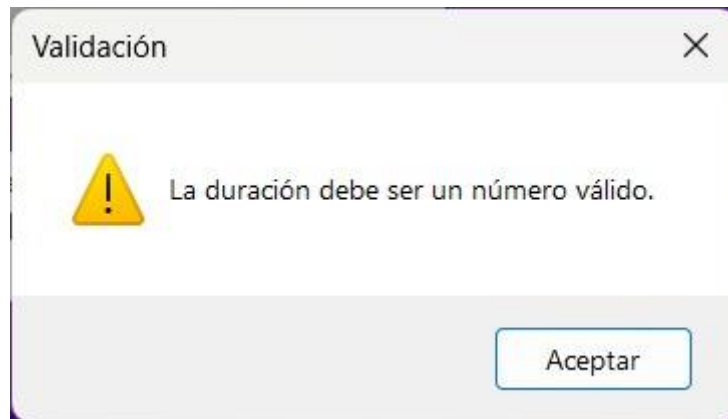 Validación
La duración debe ser un número válido.
Aceptar